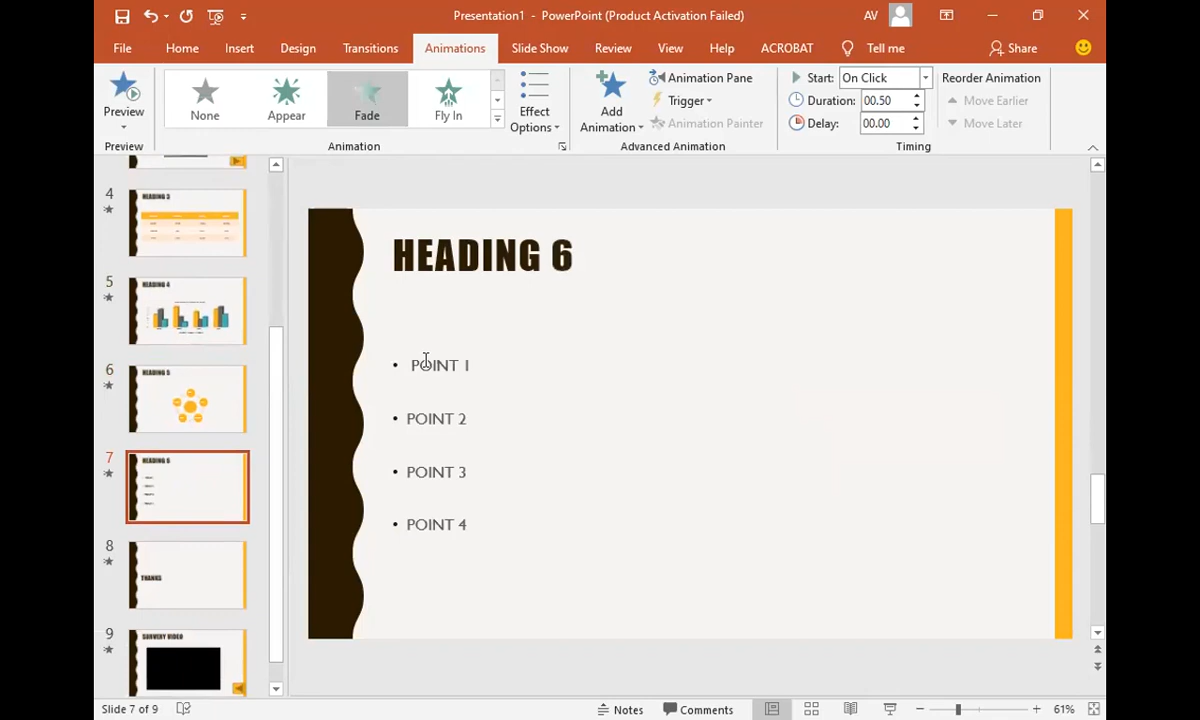 Presentation1 - PowerPoint (Product Activation Failed)
AV
File Home Insert Design Transitions Animations Slide Show Review View Help ACROBAT Tell me Share
Preview
None Appear Fade Fly In
Effect Options
Add Animation
Animation Pane
Trigger
Animation Painter
Start: On Click
Duration: 00.50
Delay: 00.00
Reorder Animation
Move Earlier
Move Later
Preview Animation Advanced Animation Timing
4
HEADING 3
5
HEADING 4
6
HEADING 5
7
HEADING 6
8
THANKS
9
SURVERY VIDEO
HEADING 6
• POINT 1
• POINT 2
• POINT 3
• POINT 4
Slide 7 of 9 Notes Comments 61%